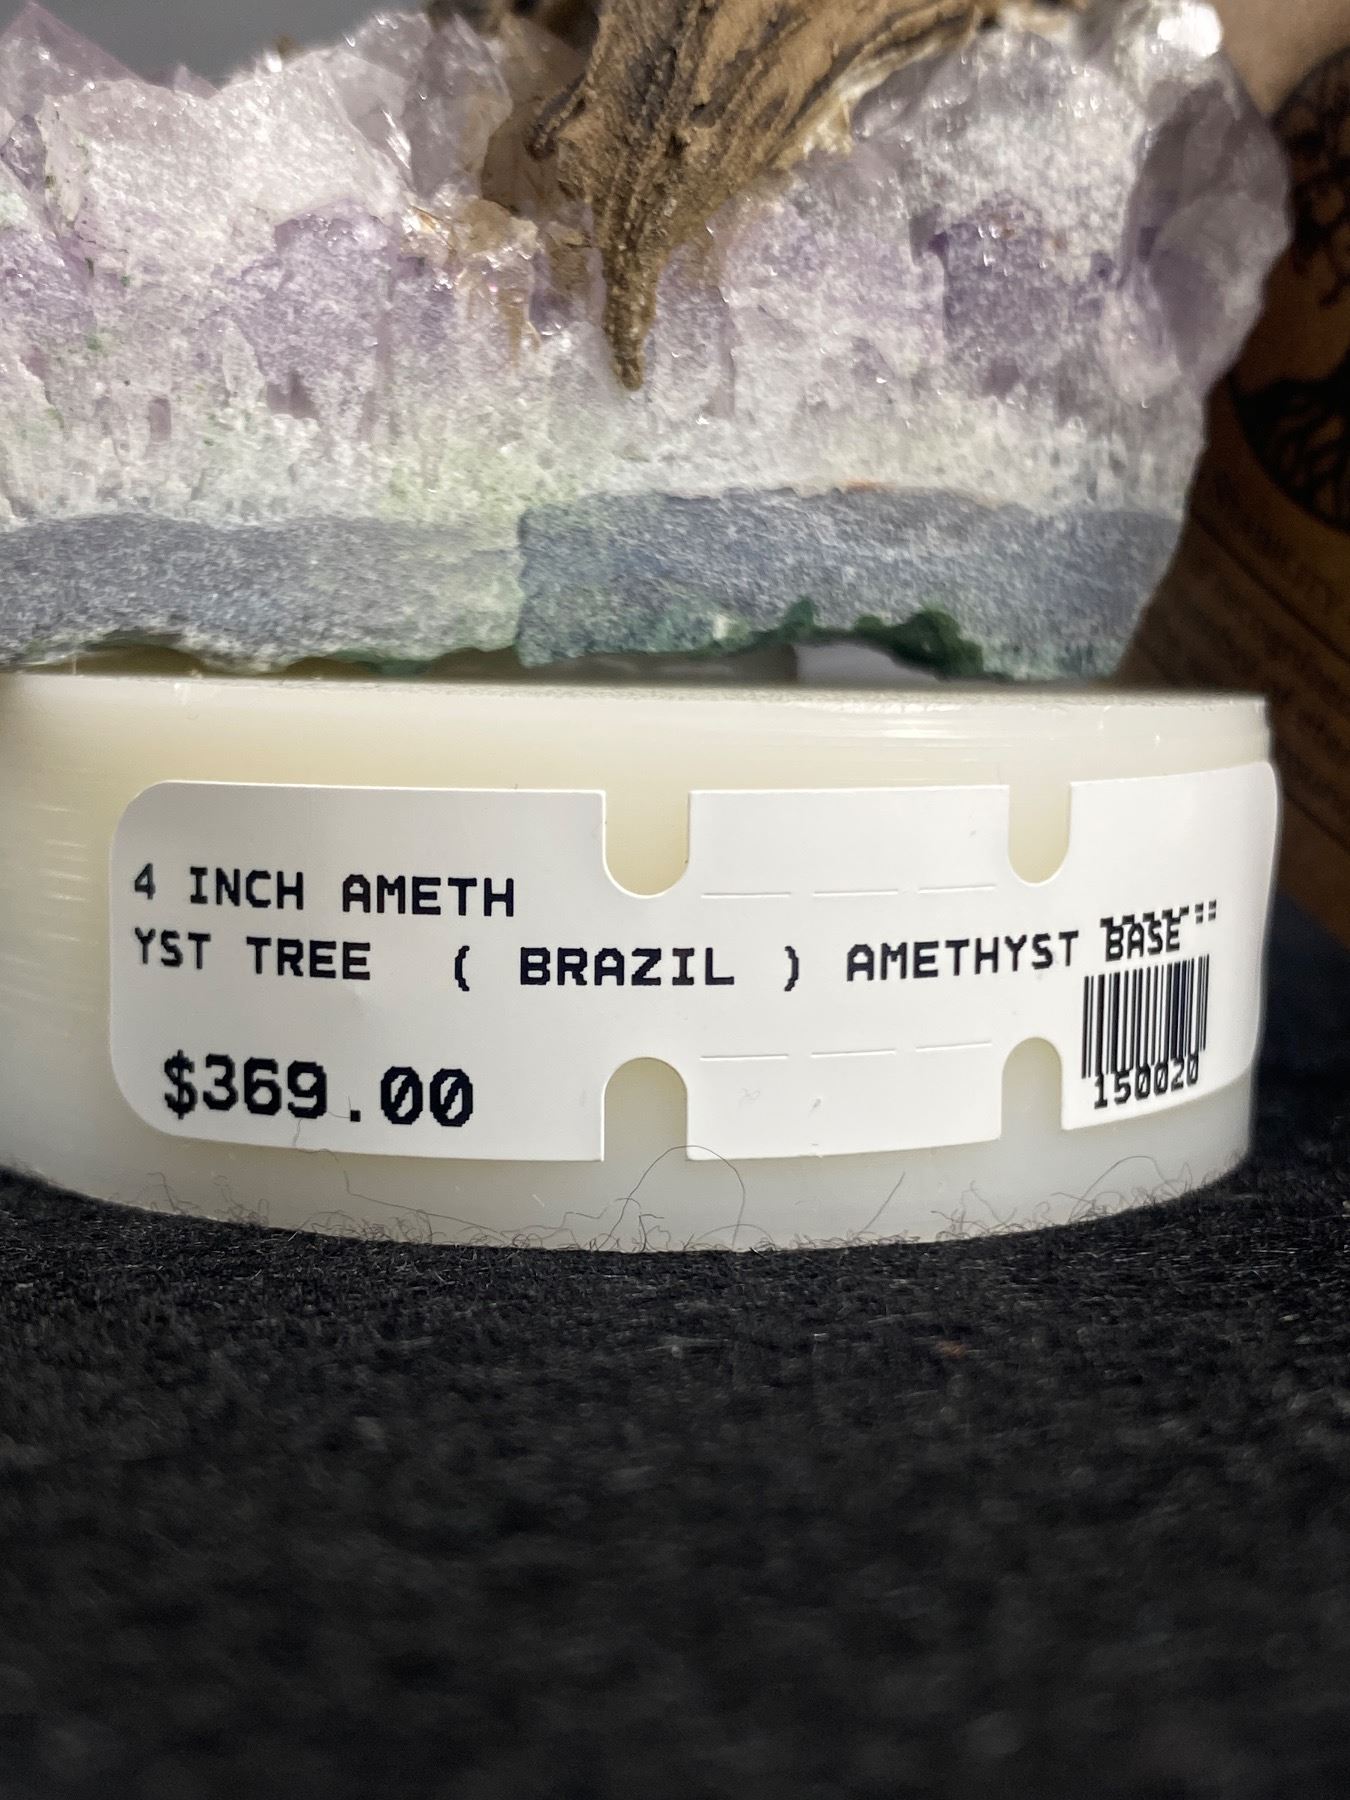 4 INCH AMETH
YST TREE ( BRAZIL ) AMETHYST BASE
$369.00
150020